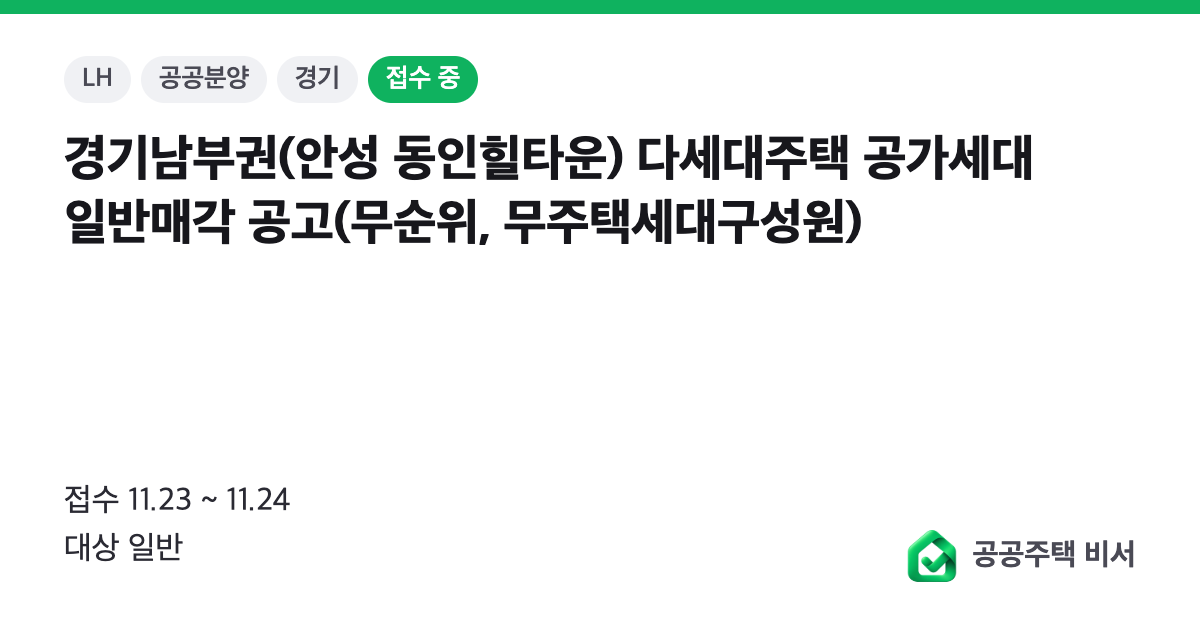 LH 공공분양 경기 접수 중
경기남부권(안성 동인힐타운) 다세대주택 공가세대
일반매각 공고(무순위, 무주택세대구성원)
접수 11.23 ~ 11.24
대상 일반
공공주택 비서